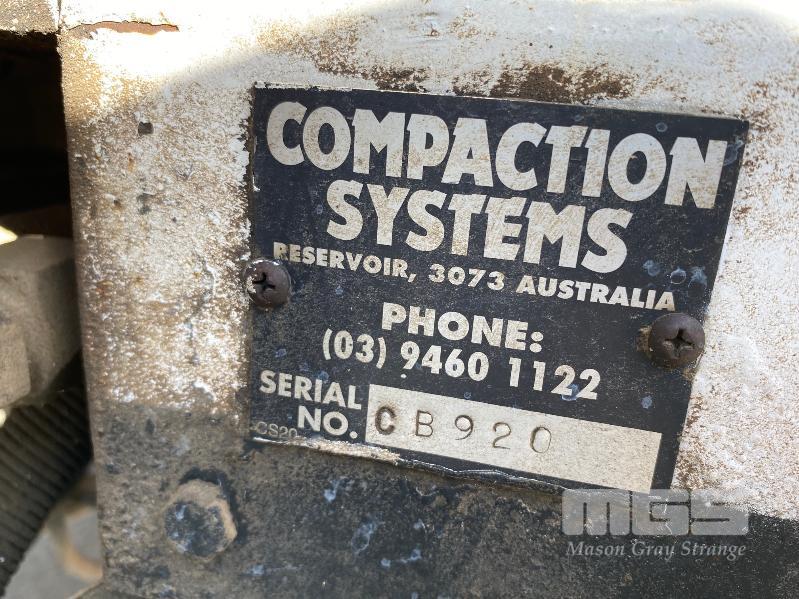 COMPACTION
SYSTEMS
RESERVOIR, 3073 AUSTRALIA
PHONE:
(03) 9460 1122
SERIAL
NO. CB920
CS20
MGS
Mason Gray Strange